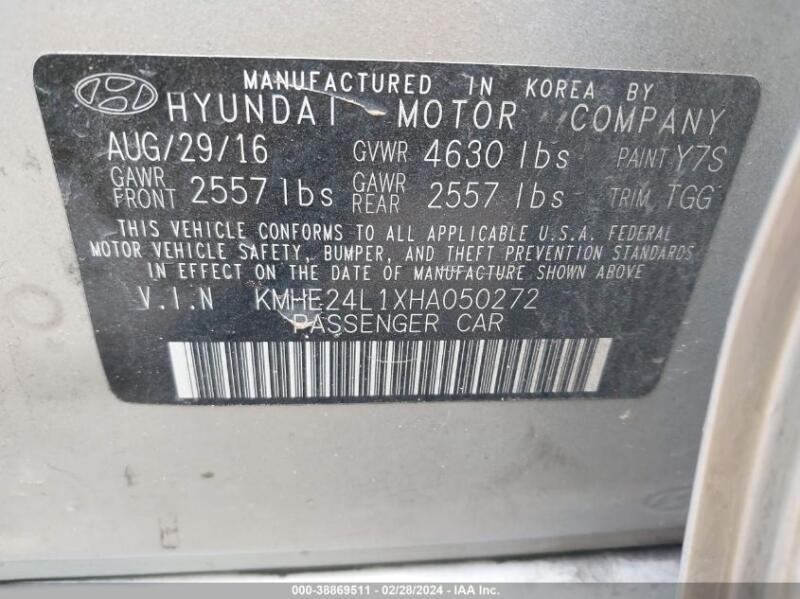 MANUFACTURED IN KOREA BY
HYUNDAI MOTOR COMPANY
AUG/29/16 GVWR 4630 lbs PAINT Y7S
GAWR FRONT 2557 lbs GAWR REAR 2557 lbs TRIM TGG
THIS VEHICLE CONFORMS TO ALL APPLICABLE U.S.A. FEDERAL
MOTOR VEHICLE SAFETY, BUMPER, AND THEFT PREVENTION STANDARDS
IN EFFECT ON THE DATE OF MANUFACTURE SHOWN ABOVE
V.I.N KMHE24L1XHA050272
PASSENGER CAR
000-38869511 - 02/28/2024 - IAA Inc.